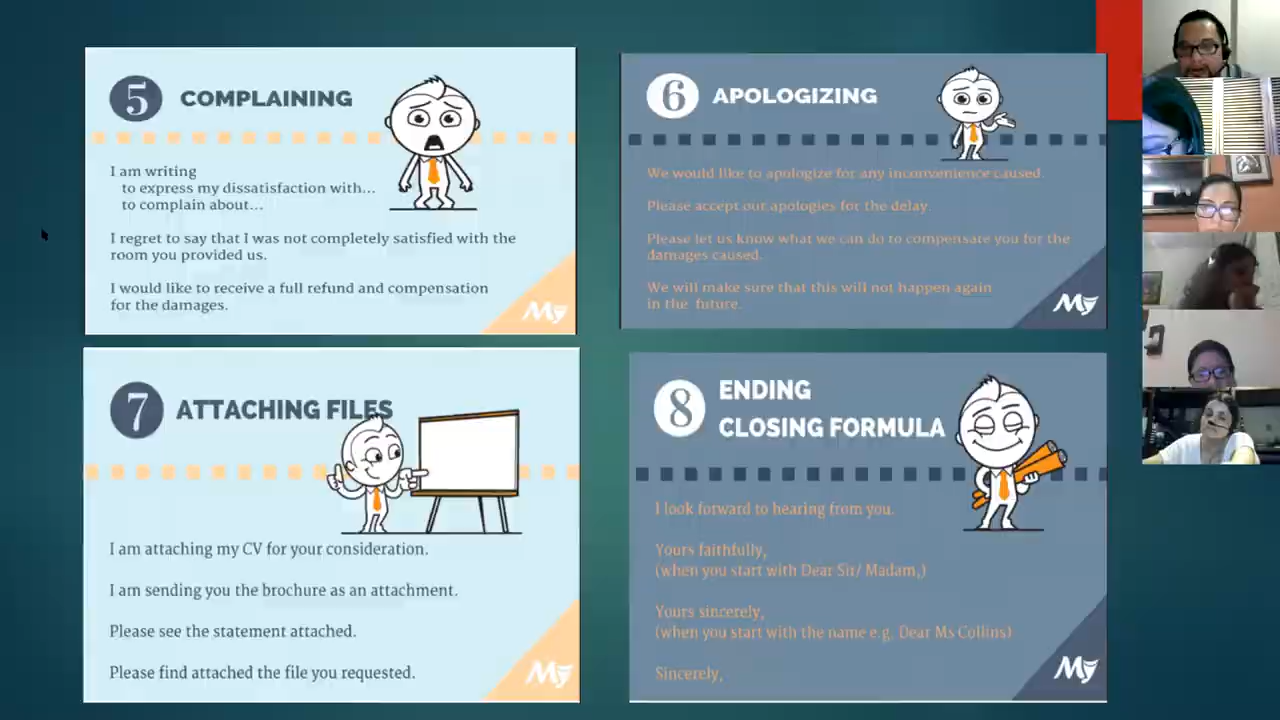 5 COMPLAINING
I am writing
to express my dissatisfaction with...
to complain about...
I regret to say that I was not completely satisfied with the
room you provided us.
I would like to receive a full refund and compensation
for the damages.
My
6 APOLOGIZING
We would like to apologize for any inconvenience caused.
Please accept our apologies for the delay.
Please let us know what we can do to compensate you for the
damages caused.
We will make sure that this will not happen again
in the future.
My
7 ATTACHING FILES
I am attaching my CV for your consideration.
I am sending you the brochure as an attachment.
Please see the statement attached.
Please find attached the file you requested.
My
8 ENDING
CLOSING FORMULA
I look forward to hearing from you.
Yours faithfully,
(when you start with Dear Sir/ Madam,)
Yours sincerely,
(when you start with the name e.g. Dear Ms Collins)
Sincerely,
My